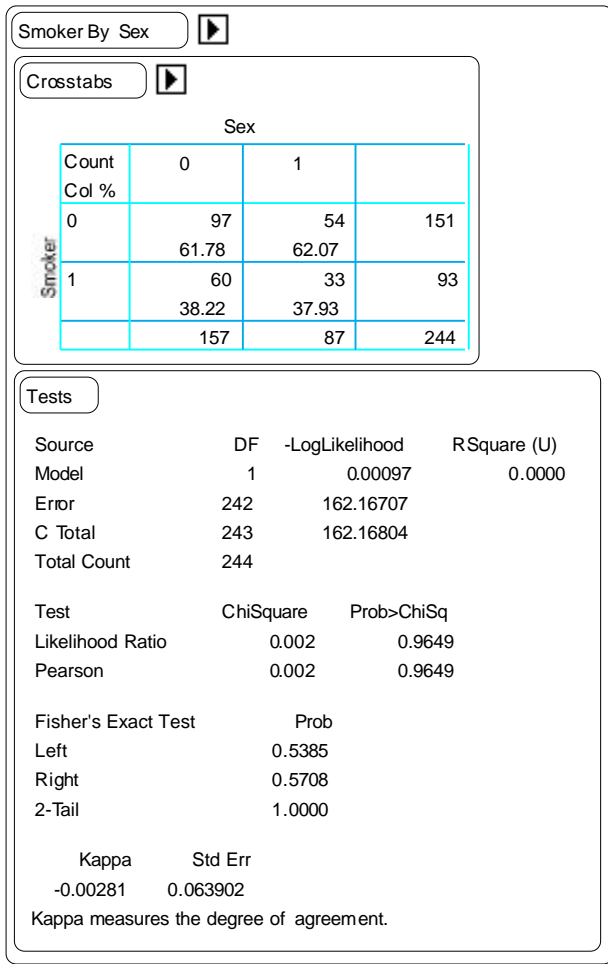 Smoker By Sex
Crosstabs
Sex
Count 0 1
Col %
Smoker
0 97 54 151
61.78 62.07
1 60 33 93
38.22 37.93
157 87 244
Tests
Source DF -LogLikelihood RSquare (U)
Model 1 0.00097 0.0000
Error 242 162.16707
C Total 243 162.16804
Total Count 244
Test ChiSquare Prob>ChiSq
Likelihood Ratio 0.002 0.9649
Pearson 0.002 0.9649
Fisher's Exact Test Prob
Left 0.5385
Right 0.5708
2-Tail 1.0000
Kappa Std Err
-0.00281 0.063902
Kappa measures the degree of agreement.